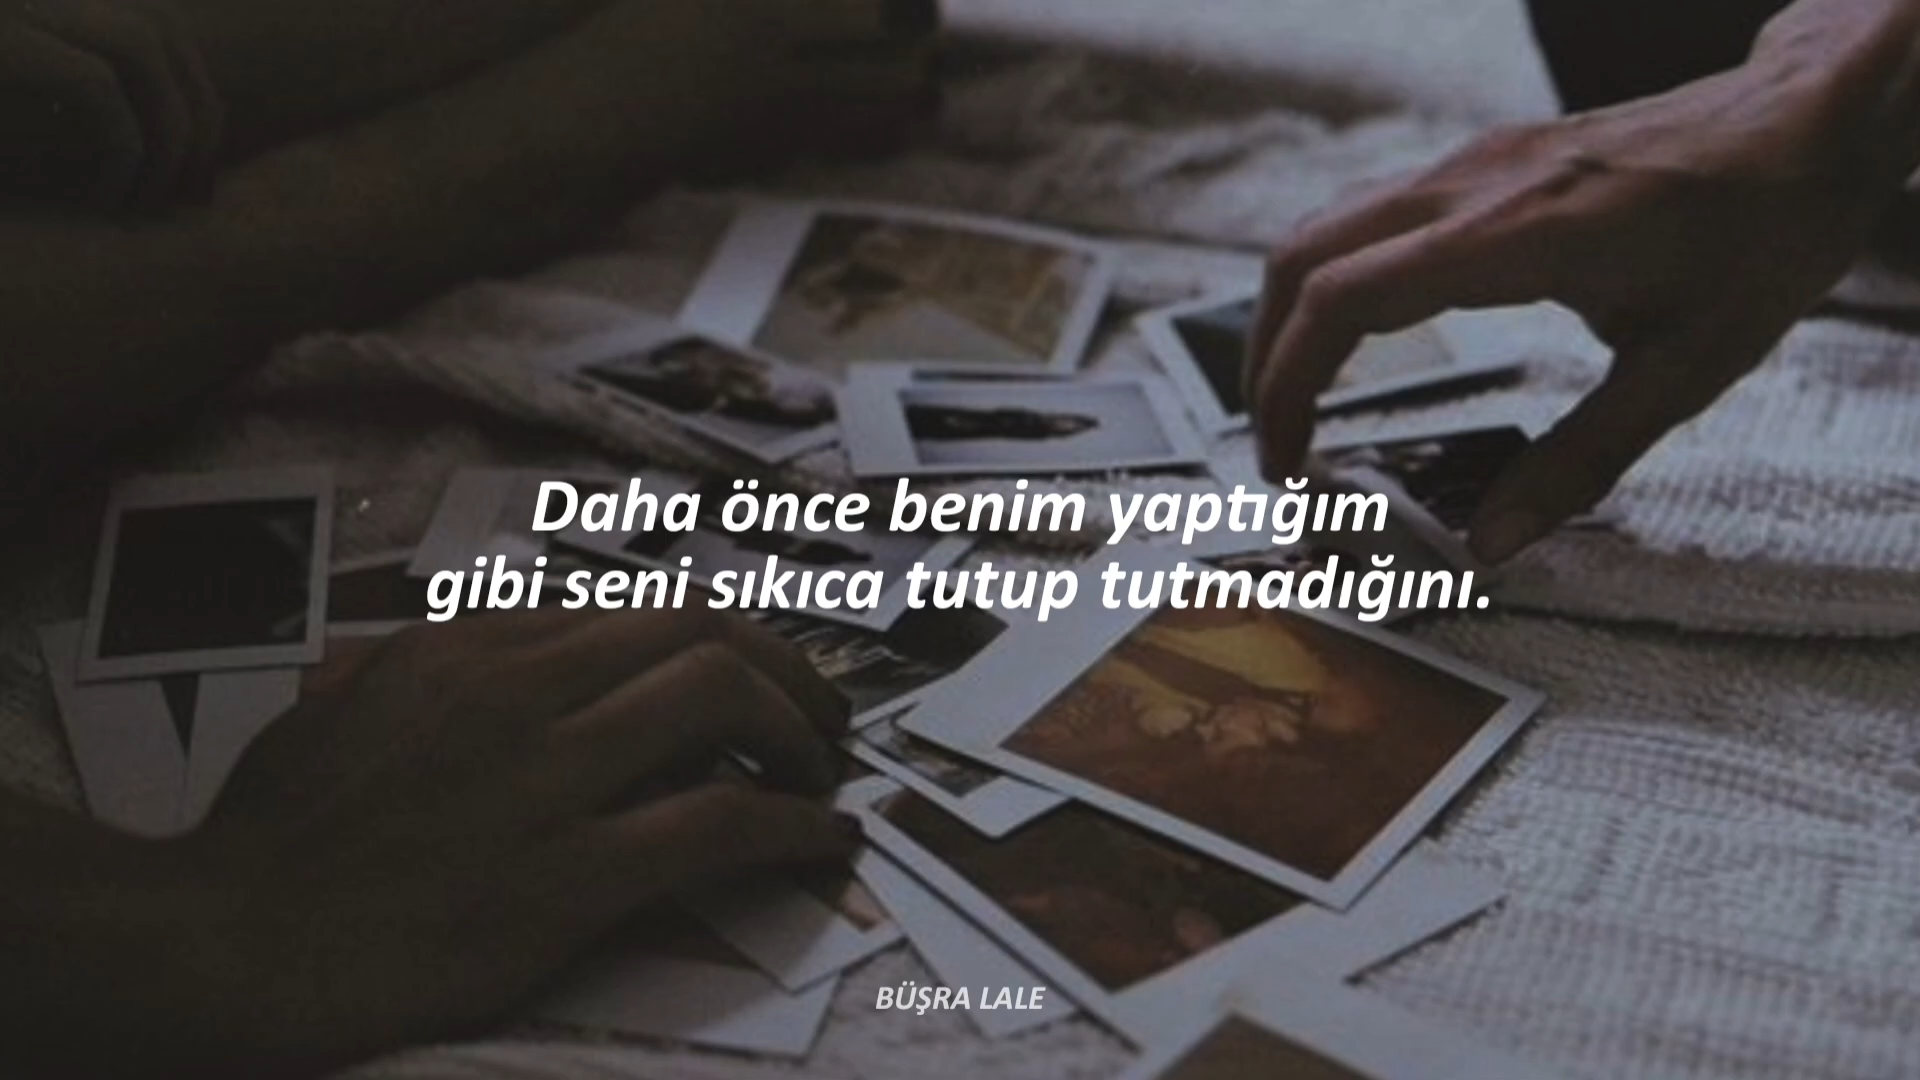 Daha önce benim yaptığım
gibi seni sıkıca tutup tutmadığını.
BÜŞRA LALE